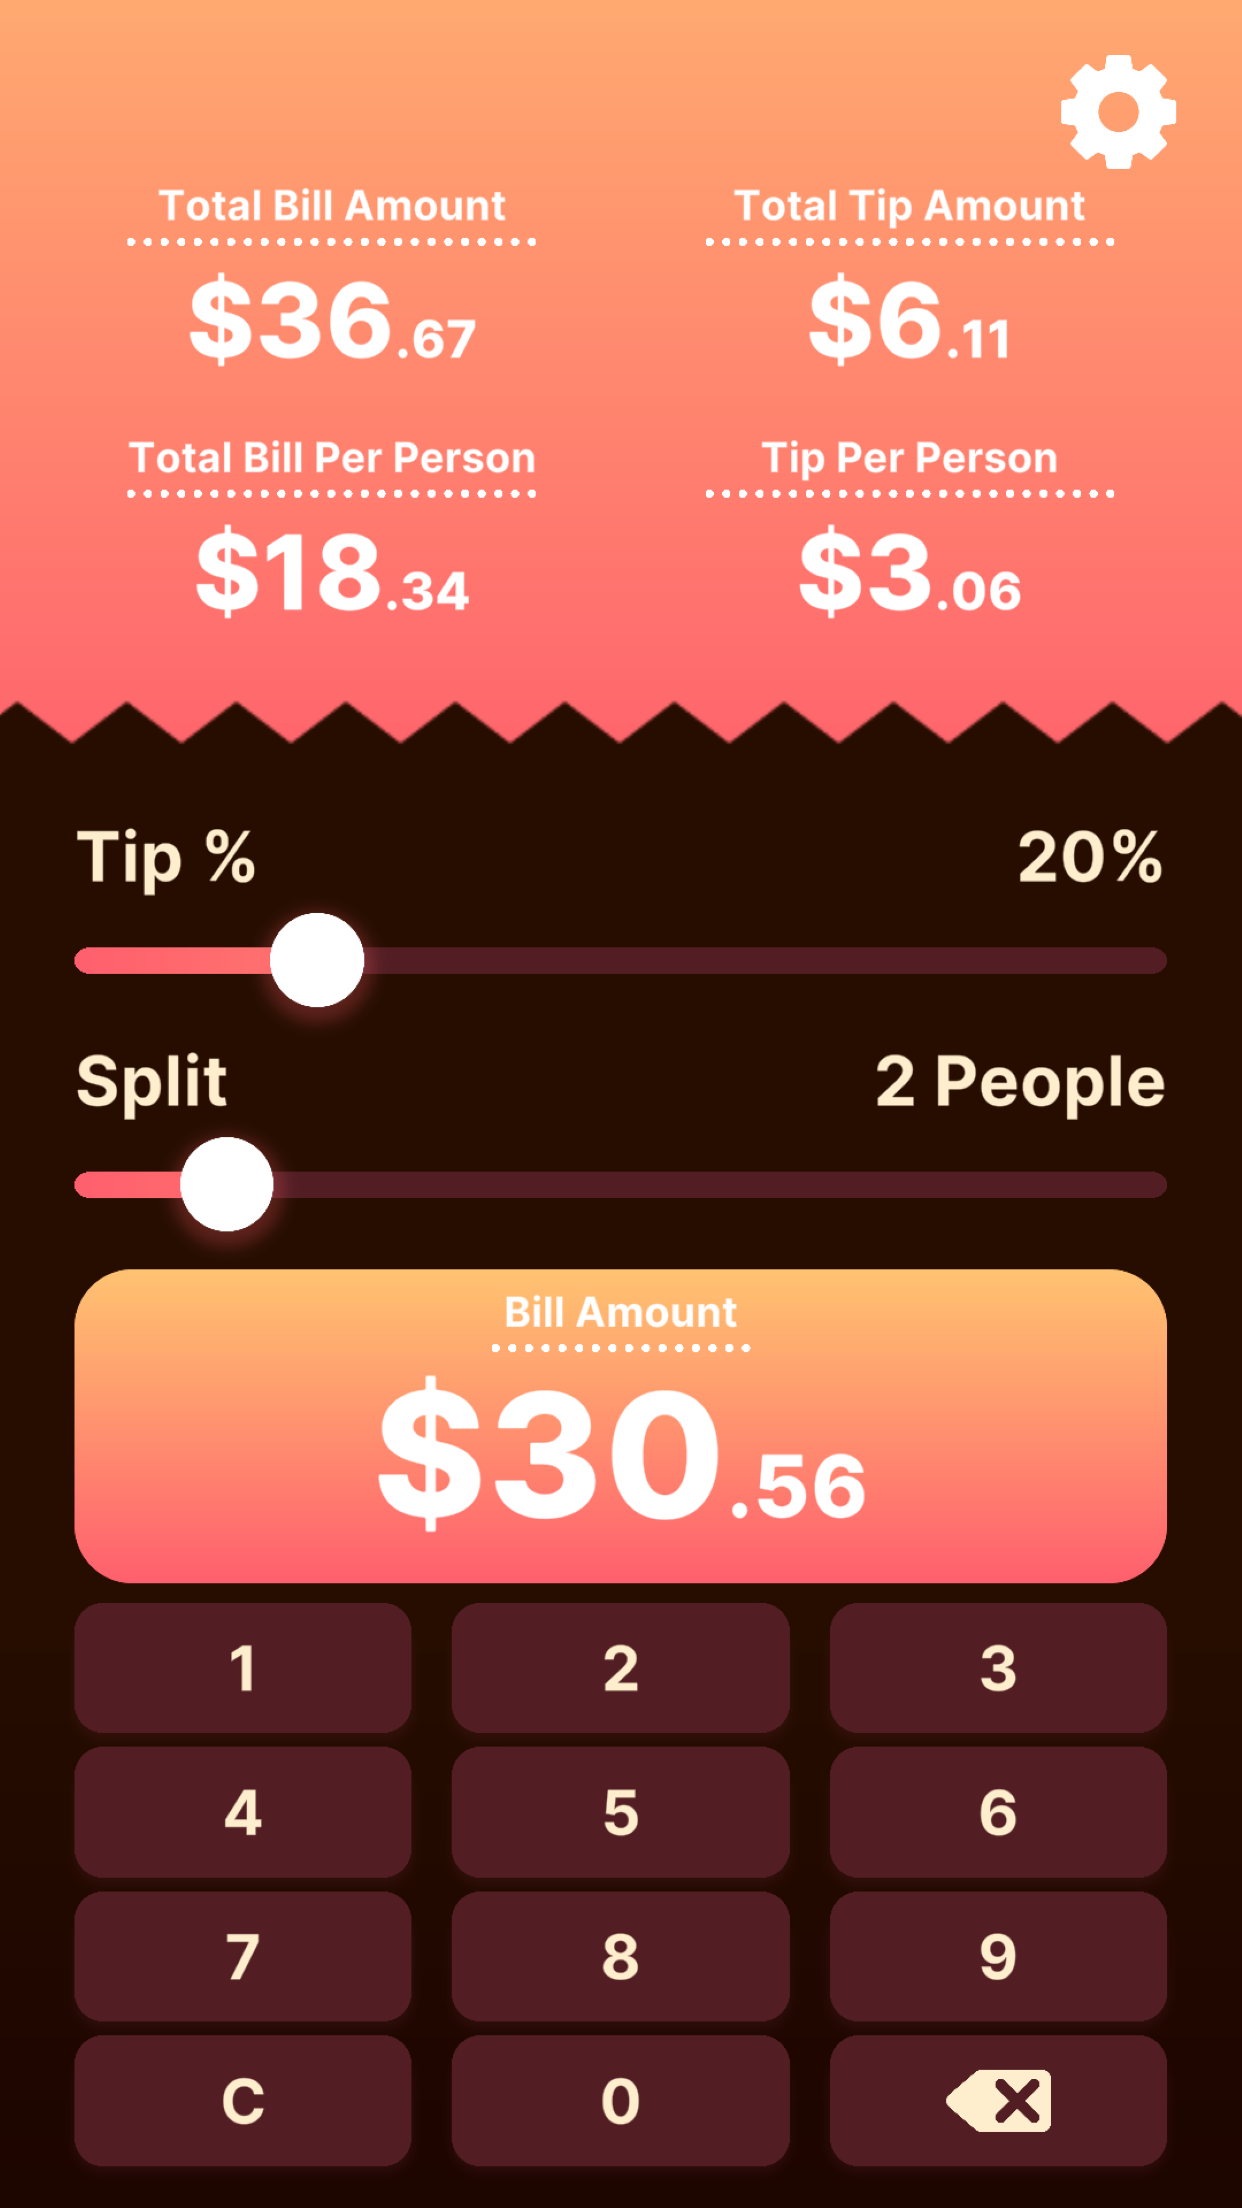 Total Bill Amount
$36.67
Total Tip Amount
$6.11
Total Bill Per Person
$18.34
Tip Per Person
$3.06
Tip % 20%
Split 2 People
Bill Amount
$30.56
1 2 3
4 5 6
7 8 9
C 0